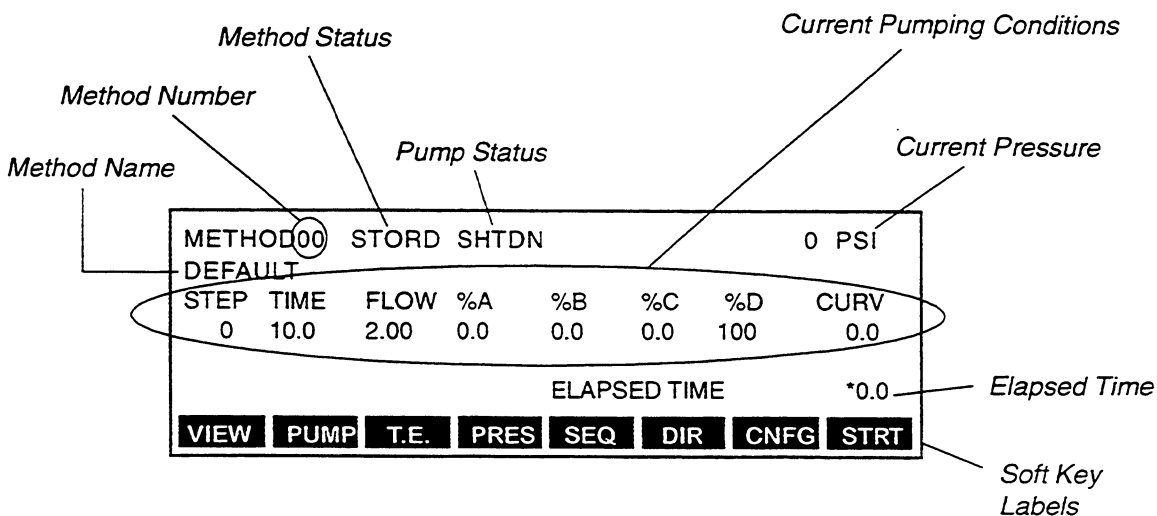 Method Status
Current Pumping Conditions
Method Number
Pump Status
Current Pressure
Method Name
METHOD00 STORD SHTDN 0 PSI
DEFAULT
STEP TIME FLOW %A %B %C %D CURV
0 10.0 2.00 0.0 0.0 0.0 100 0.0
ELAPSED TIME *0.0
Elapsed Time
VIEW PUMP T.E. PRES SEQ DIR CNFG STRT
Soft Key
Labels